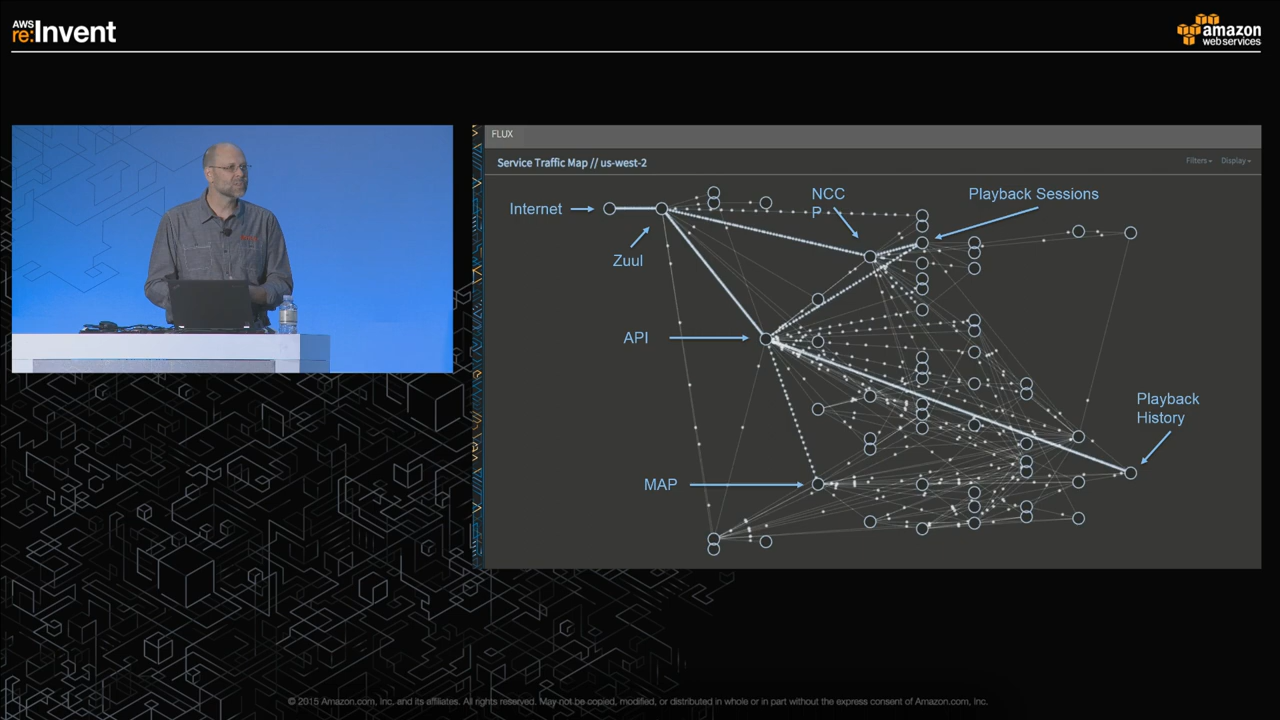 AWS
re:Invent
amazon
web services
FLUX
Service Traffic Map // us-west-2
Filters
Display
Internet
Zuul
NCC
P
Playback Sessions
API
MAP
Playback
History
© 2015 Amazon.com, Inc. and its affiliates. All rights reserved. May not be copied, modified, or distributed in whole or in part without the express consent of Amazon.com, Inc.